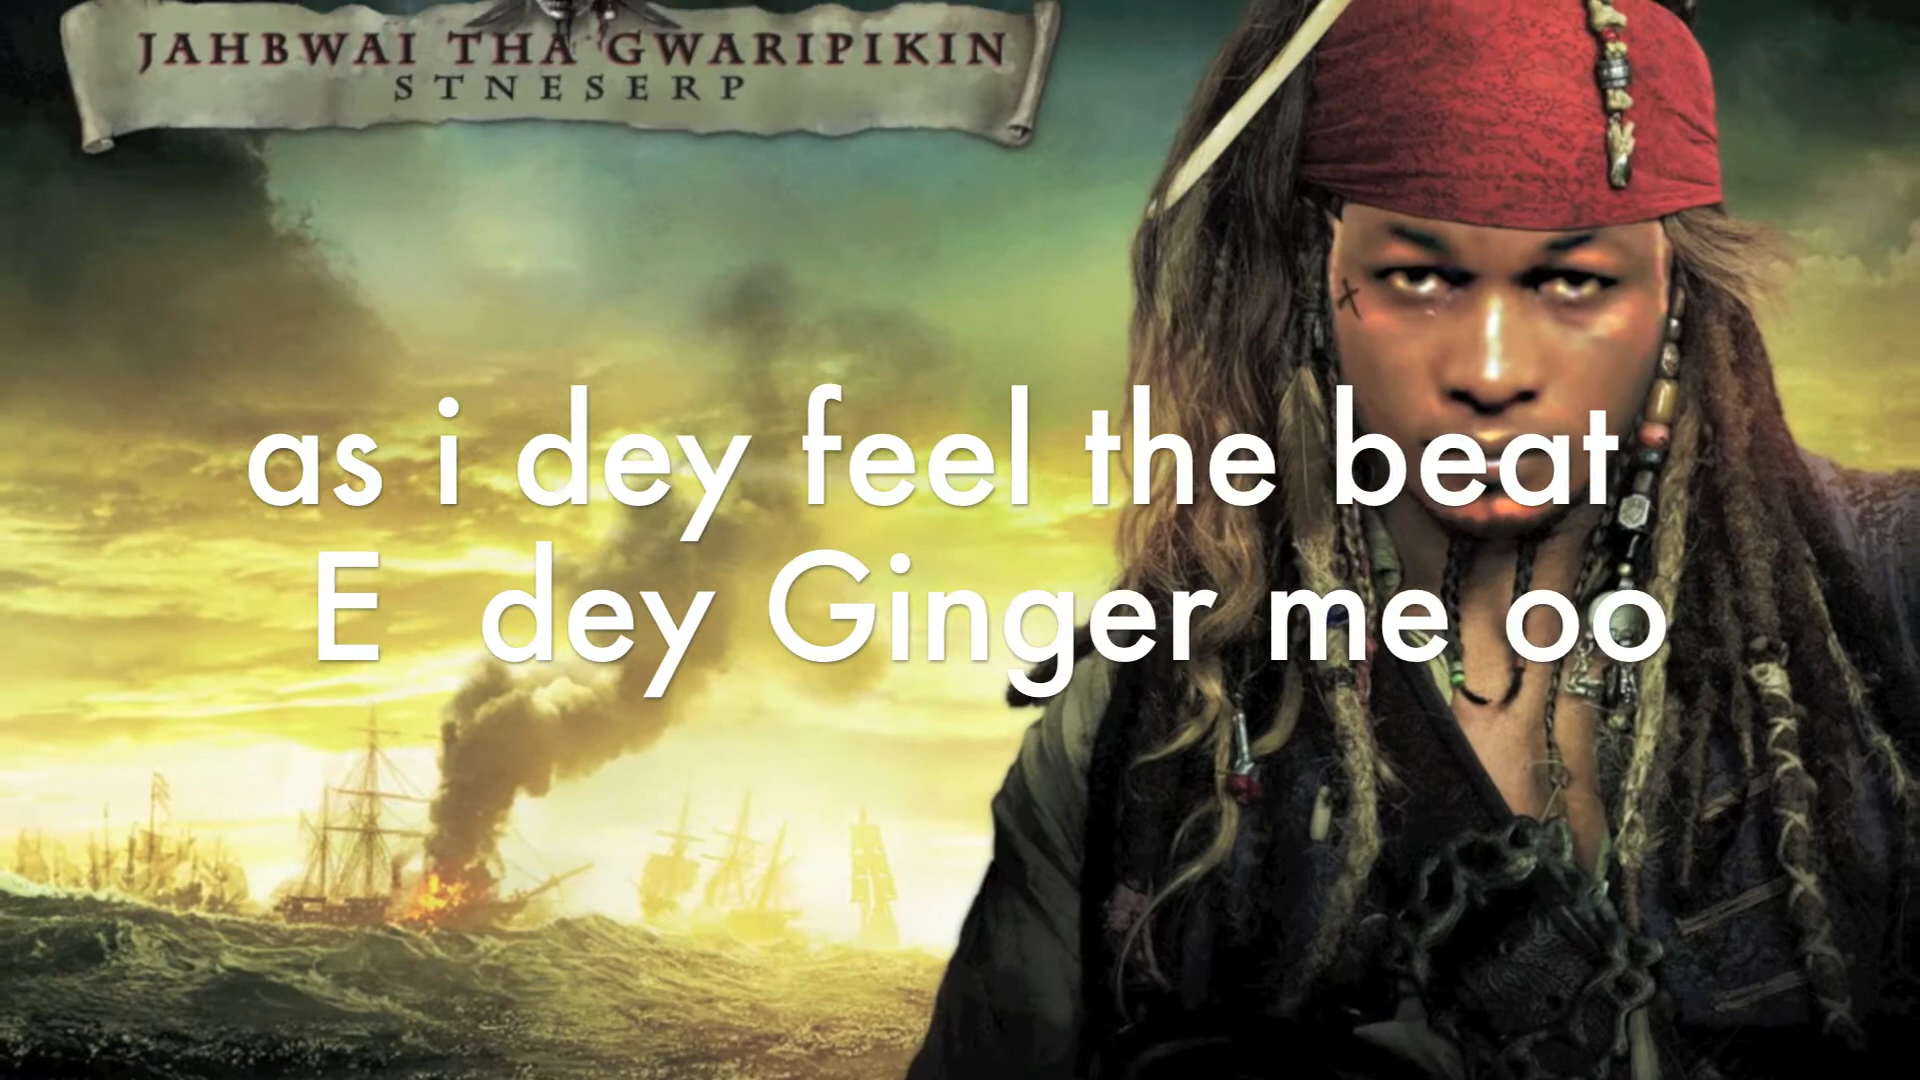 JAHBWAI THA GWARIPIKIN
STNESERP
as i dey feel the beat
E dey Ginger me oo